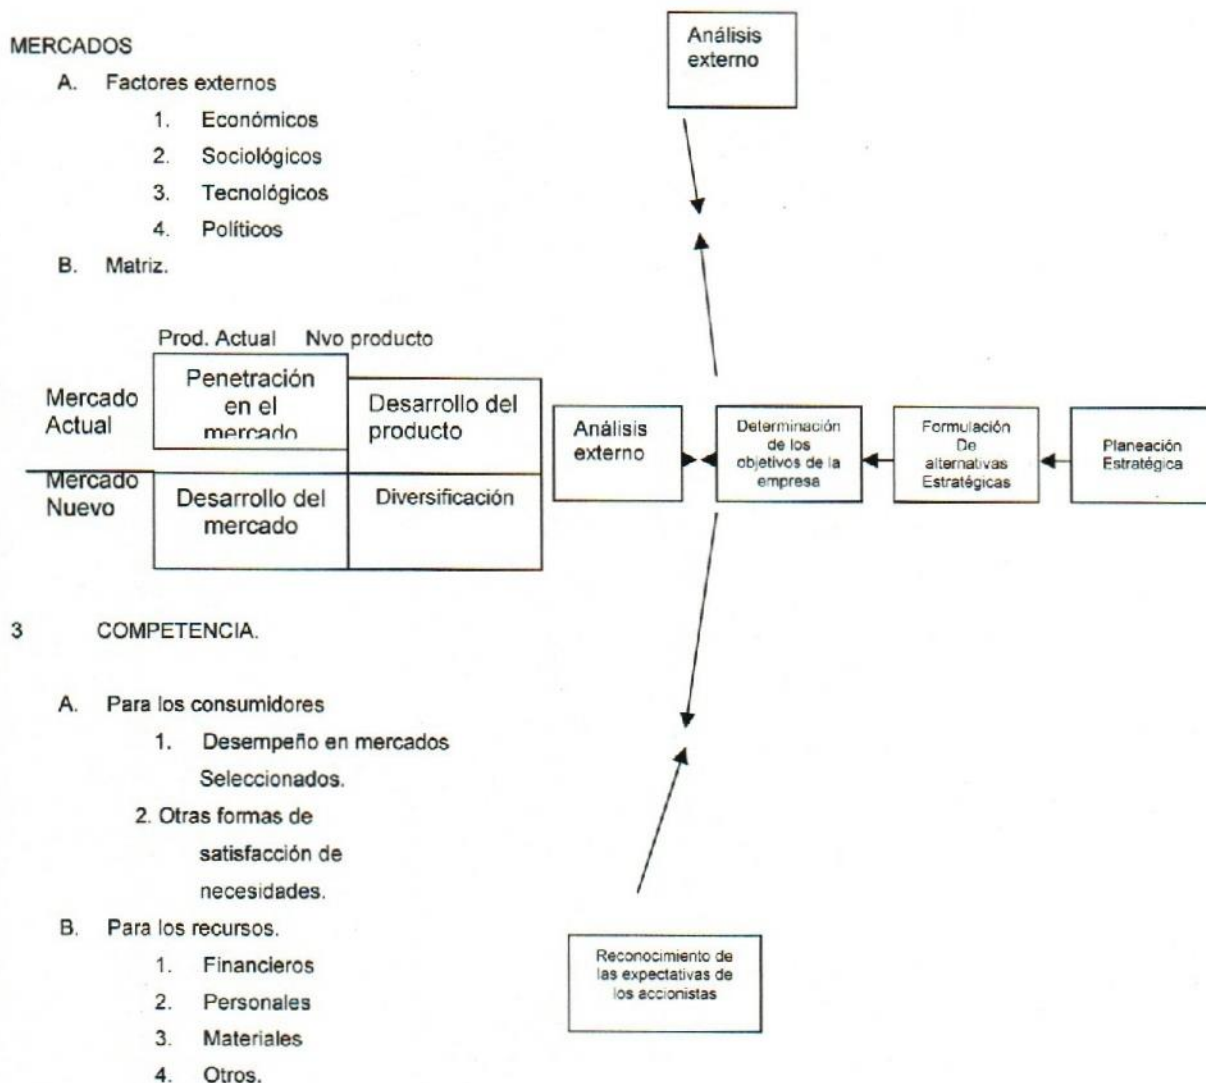 MERCADOS
A. Factores externos
1. Económicos
2. Sociológicos
3. Tecnológicos
4. Políticos
B. Matriz.
Prod. Actual Nvo producto
Mercado
Actual
Penetración
en el
mercado
Desarrollo del
producto
Mercado
Nuevo
Desarrollo del
mercado
Diversificación
Análisis
externo
Análisis
externo
Determinación
de los
objetivos de la
empresa
Formulación
De
alternativas
Estratégicas
Planeación
Estratégica
3 COMPETENCIA.
A. Para los consumidores
1. Desempeño en mercados
Seleccionados.
2. Otras formas de
satisfacción de
necesidades.
B. Para los recursos.
1. Financieros
2. Personales
3. Materiales
4. Otros.
Reconocimiento de
las expectativas de
los accionistas